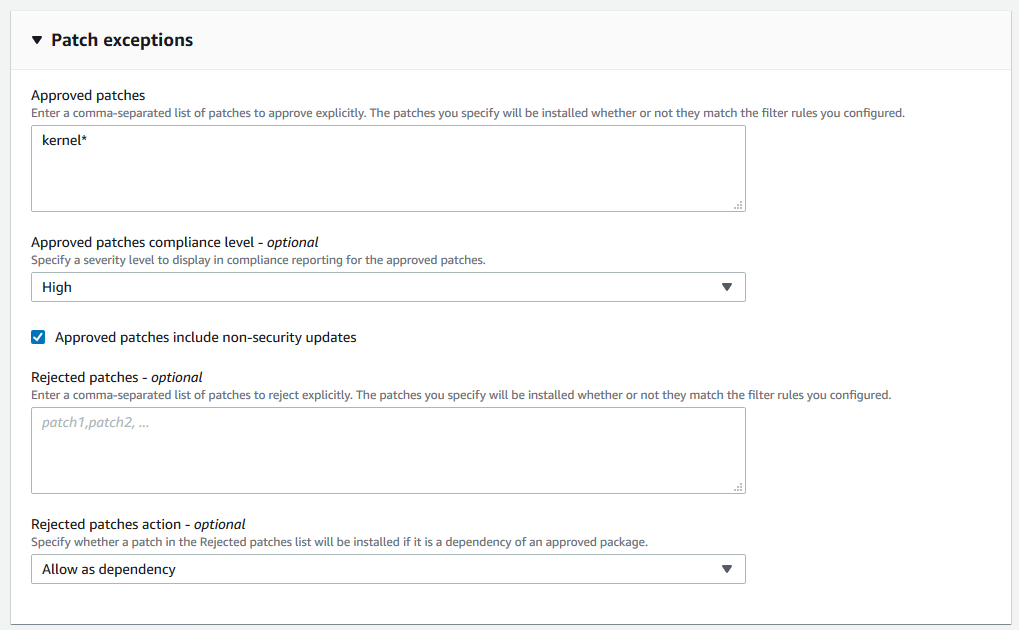 Patch exceptions
Approved patches
Enter a comma-separated list of patches to approve explicitly. The patches you specify will be installed whether or not they match the filter rules you configured.
kernel*
Approved patches compliance level - optional
Specify a severity level to display in compliance reporting for the approved patches.
High
Approved patches include non-security updates
Rejected patches - optional
Enter a comma-separated list of patches to reject explicitly. The patches you specify will be installed whether or not they match the filter rules you configured.
patch1,patch2, ...
Rejected patches action - optional
Specify whether a patch in the Rejected patches list will be installed if it is a dependency of an approved package.
Allow as dependency